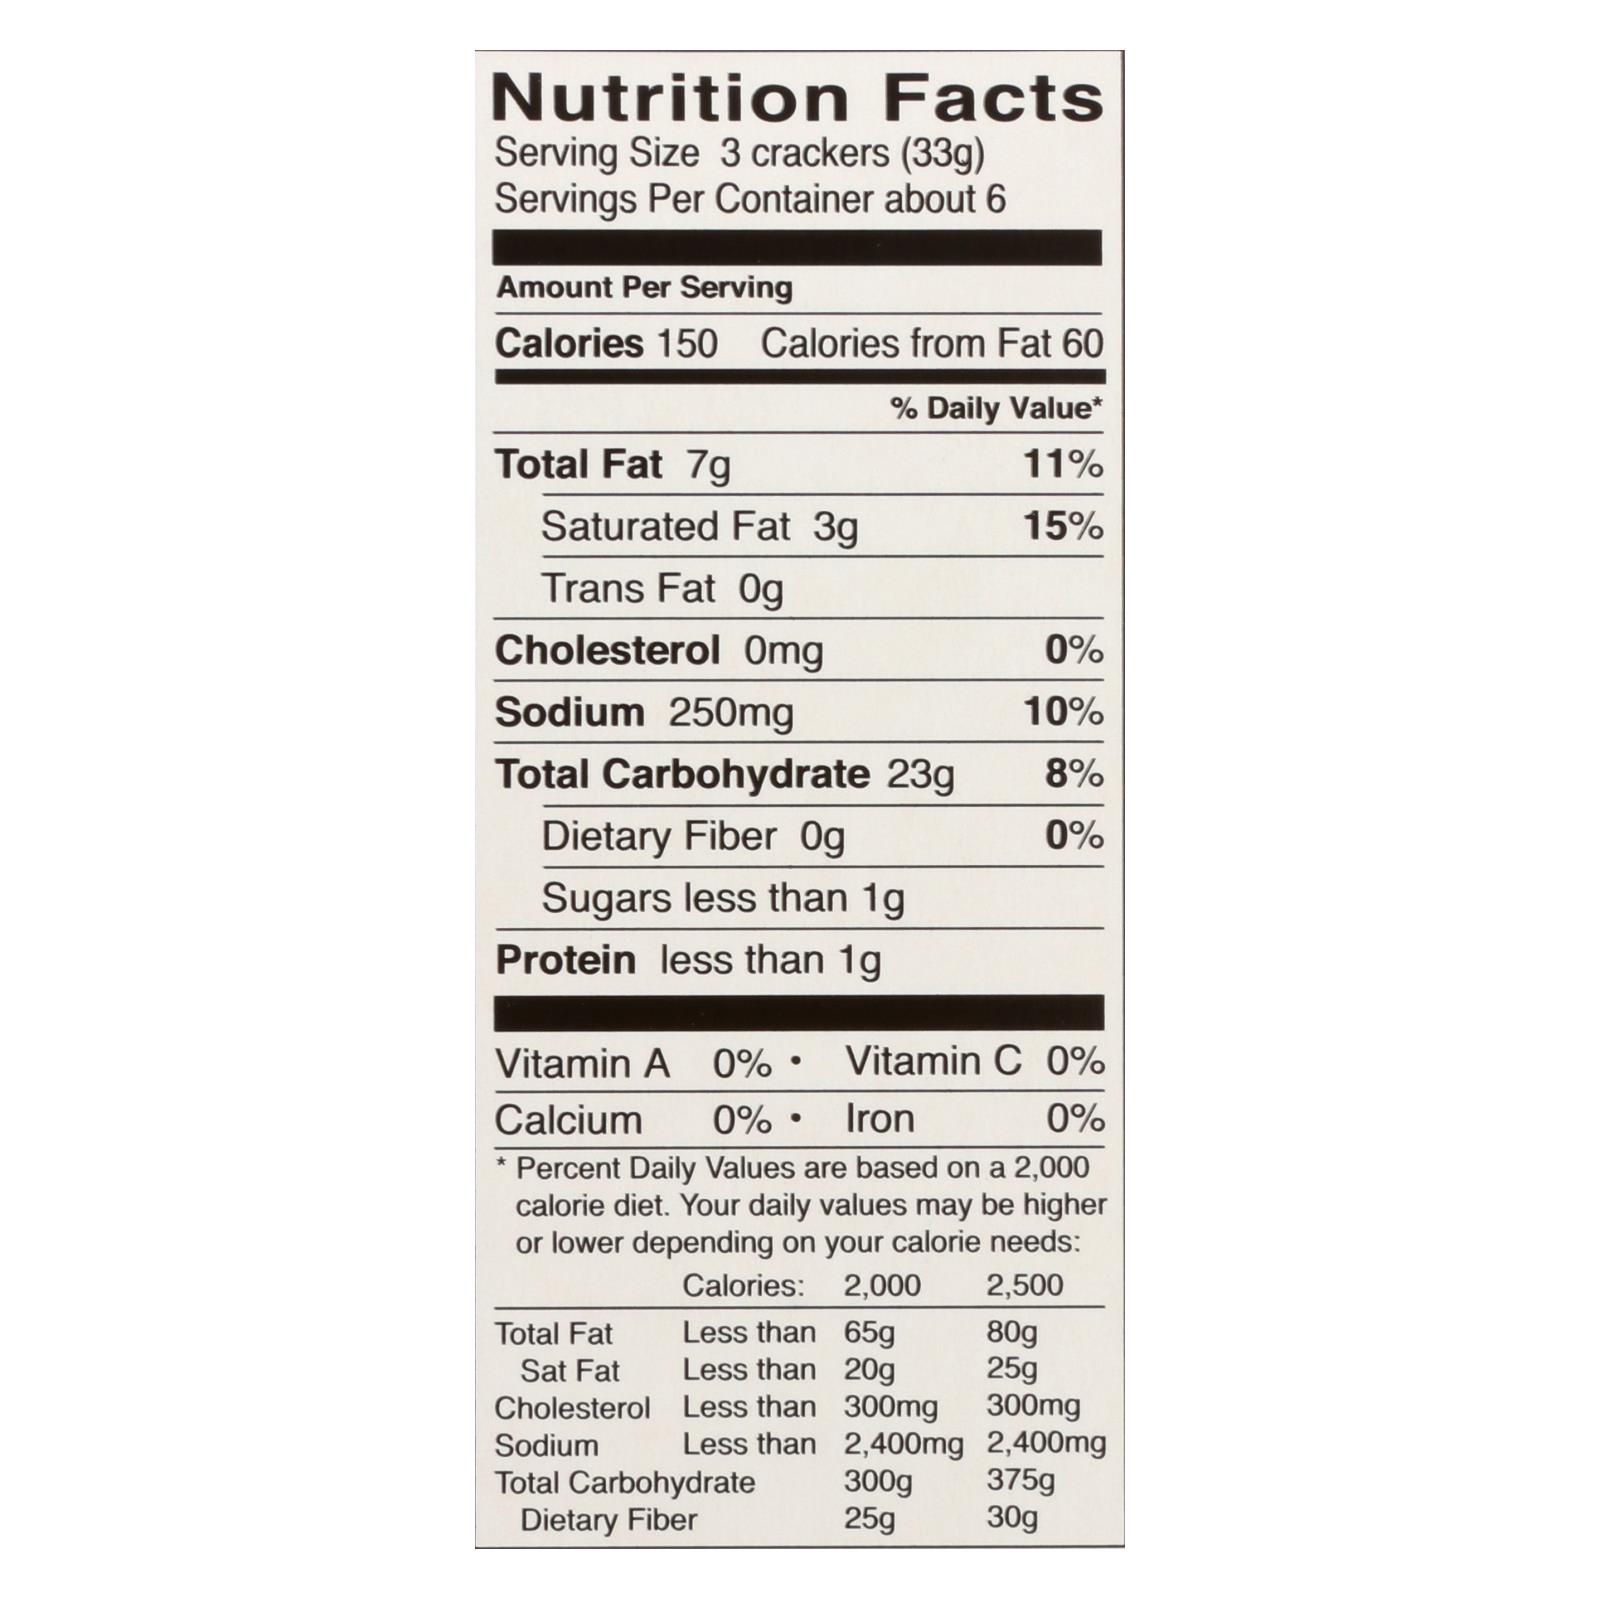 Nutrition Facts
Serving Size 3 crackers (33g)
Servings Per Container about 6
Amount Per Serving
Calories 150 Calories from Fat 60
% Daily Value*
Total Fat 7g 11%
Saturated Fat 3g 15%
Trans Fat 0g
Cholesterol 0mg 0%
Sodium 250mg 10%
Total Carbohydrate 23g 8%
Dietary Fiber 0g 0%
Sugars less than 1g
Protein less than 1g
Vitamin A 0% • Vitamin C 0%
Calcium 0% • Iron 0%
* Percent Daily Values are based on a 2,000
calorie diet. Your daily values may be higher
or lower depending on your calorie needs:
Calories: 2,000 2,500
Total Fat Less than 65g 80g
Sat Fat Less than 20g 25g
Cholesterol Less than 300mg 300mg
Sodium Less than 2,400mg 2,400mg
Total Carbohydrate 300g 375g
Dietary Fiber 25g 30g